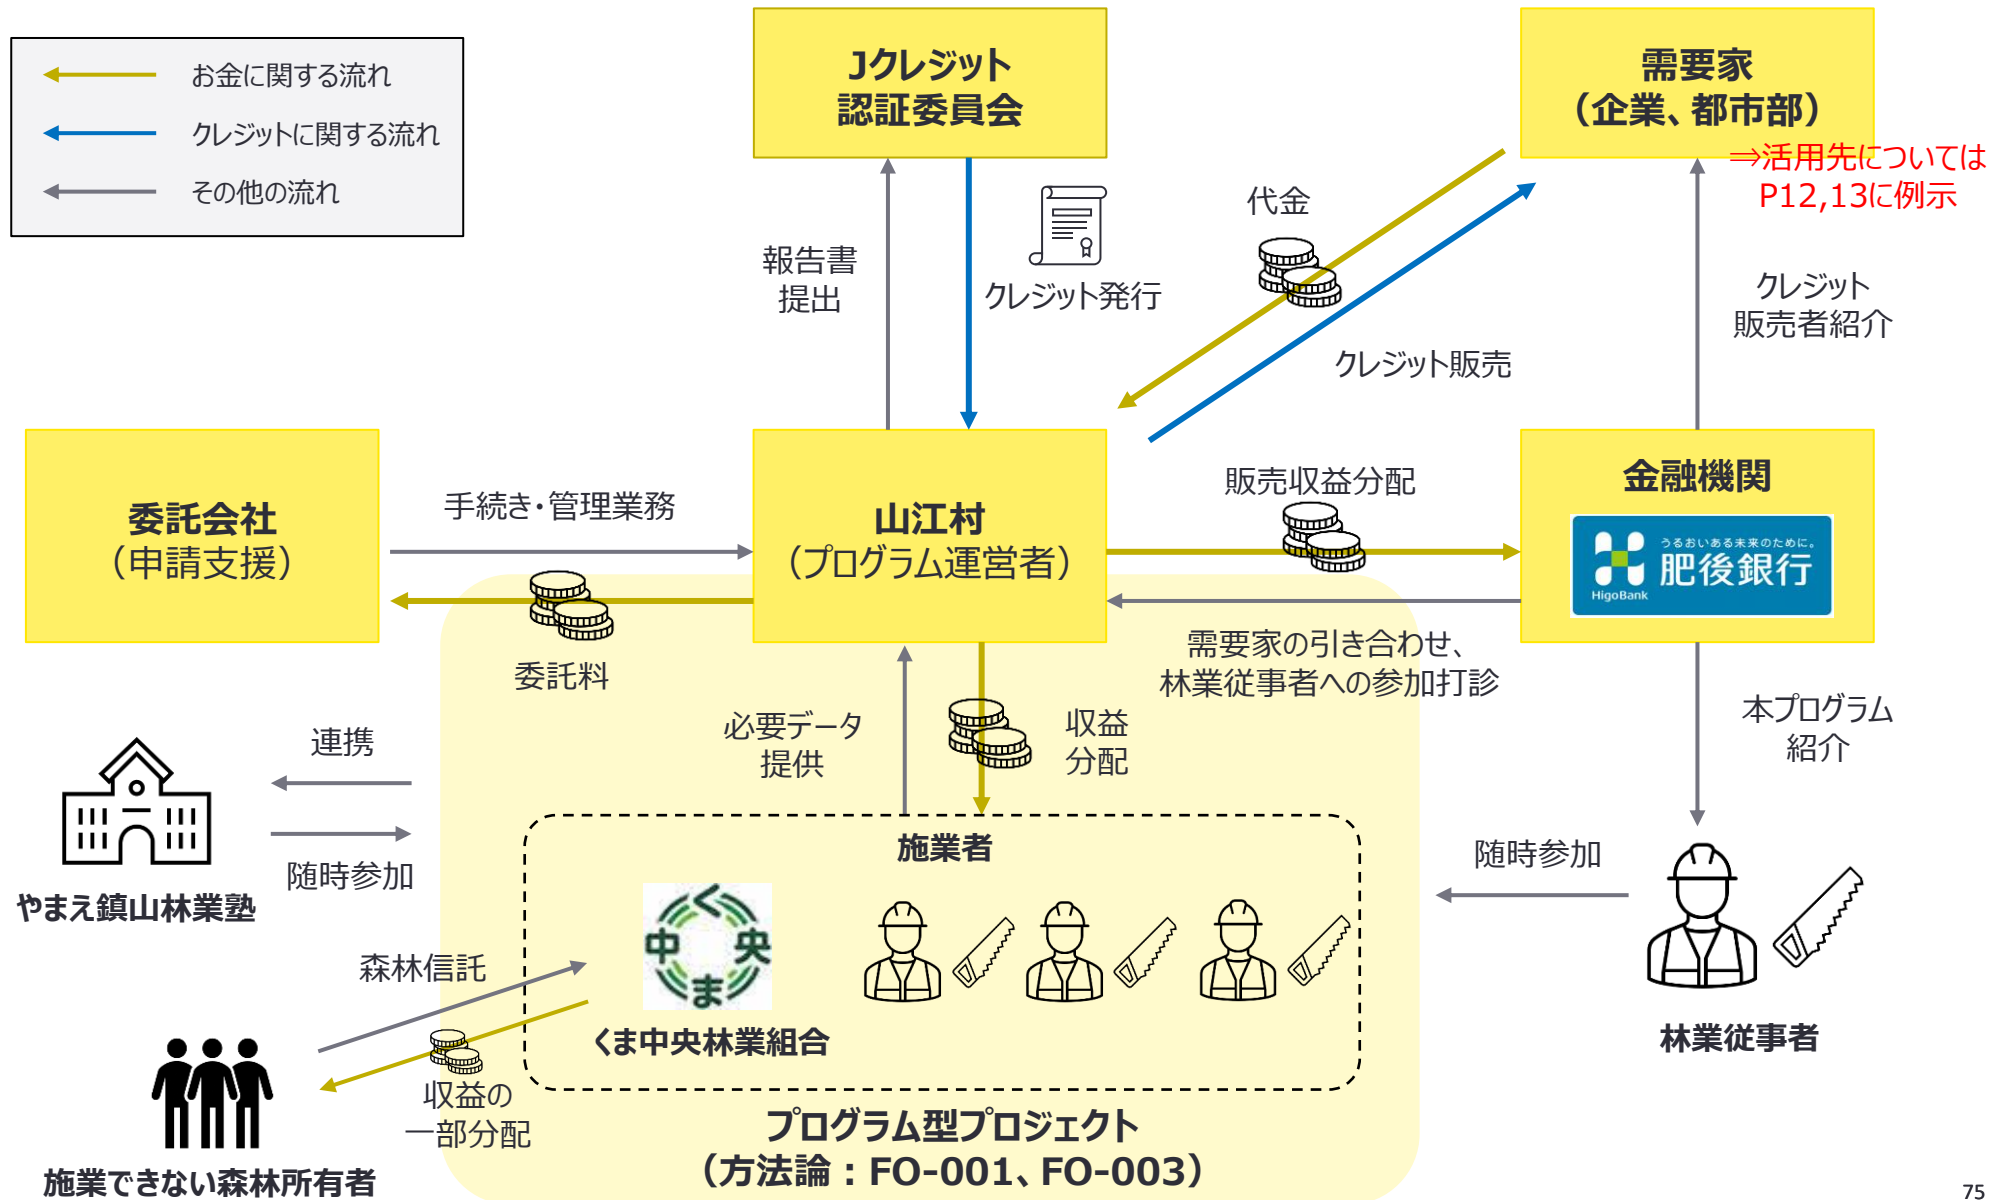 お金に関する流れ
クレジットに関する流れ
その他の流れ
Jクレジット
認証委員会
需要家
（企業、都市部）
⇒活用先については
P12,13に例示
報告書
提出
クレジット発行
代金
クレジット販売
クレジット
販売者紹介
委託会社
（申請支援）
手続き・管理業務
山江村
（プログラム運営者）
販売収益分配
金融機関
うるおいある未来のために。
肥後銀行
HigoBank
委託料
需要家の引き合わせ、
林業従事者への参加打診
必要データ
提供
収益
分配
本プログラム
紹介
連携
随時参加
やまえ鎮山林業塾
施業者
随時参加
く
中
央
ま
くま中央林業組合
林業従事者
森林信託
収益の
一部分配
施業できない森林所有者
プログラム型プロジェクト
（方法論：FO-001、FO-003）
75